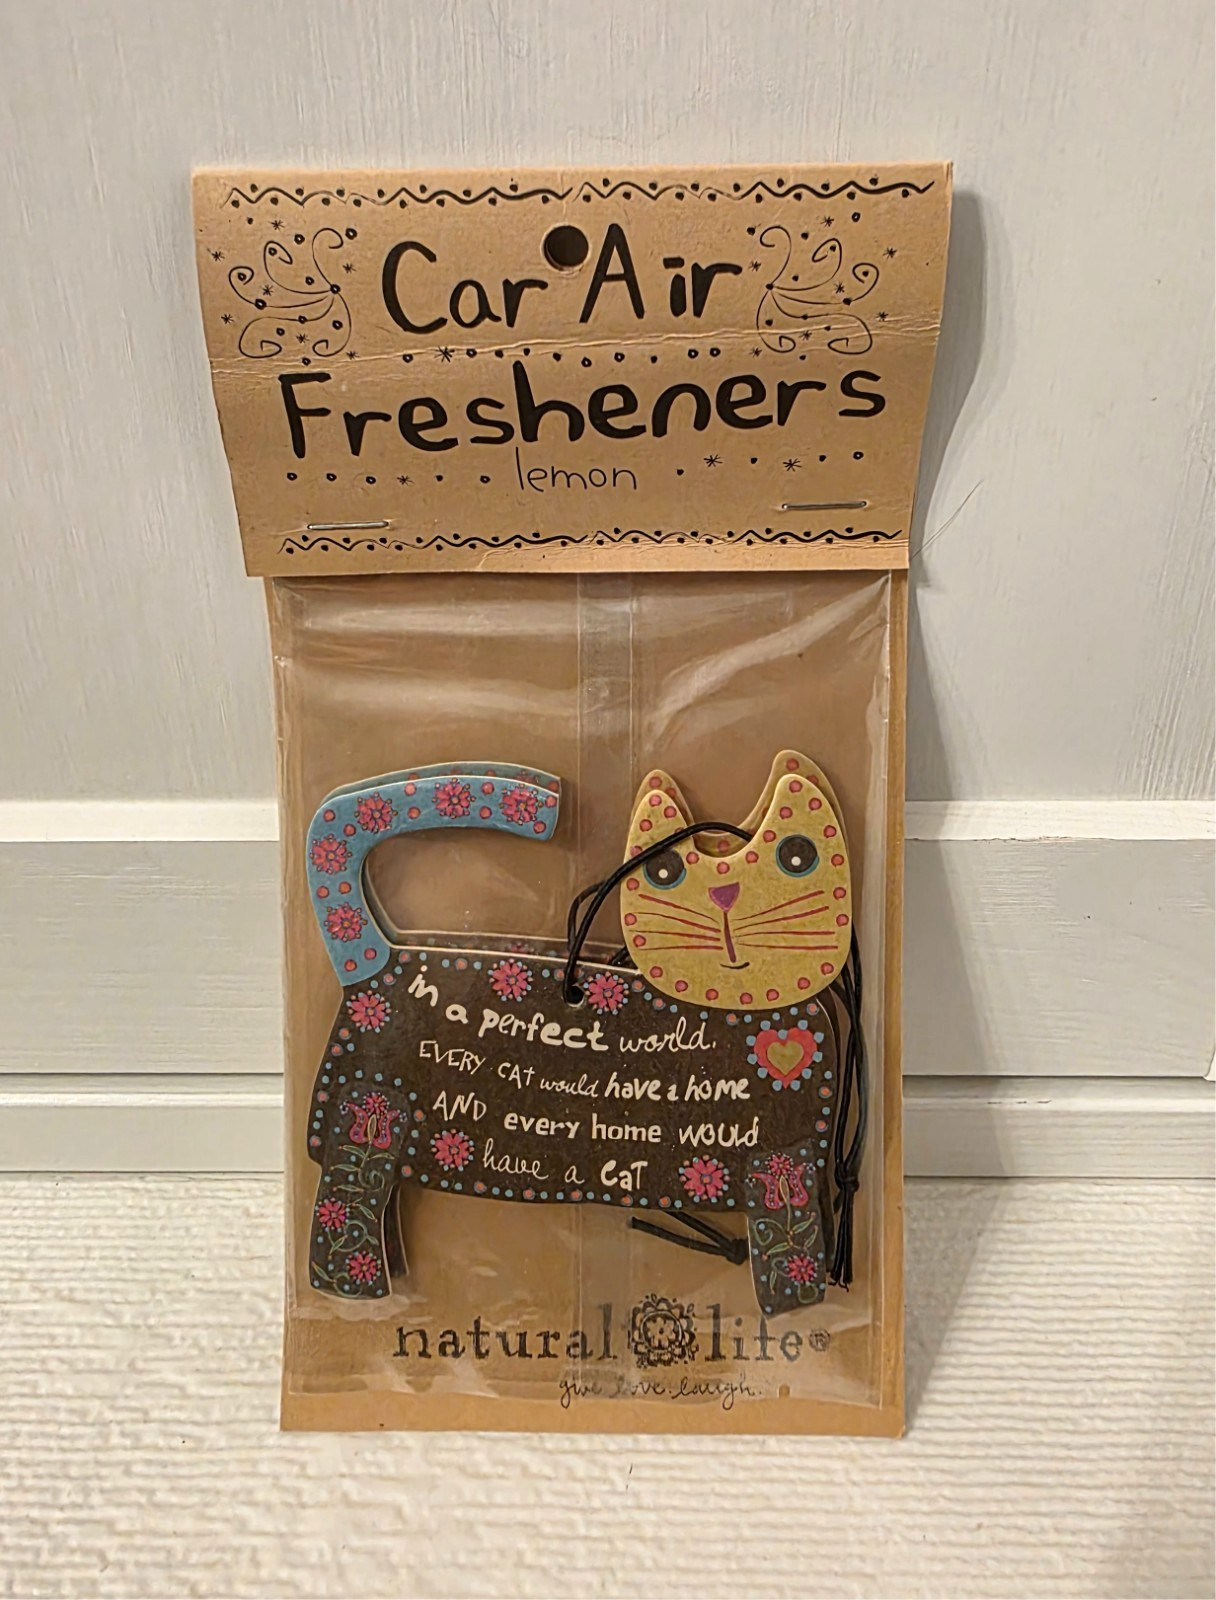 Car Air
Fresheners
lemon
in a perfect world.
EVERY CAT would have a home
AND every home would
have a cat
natural life®
give love. laugh.